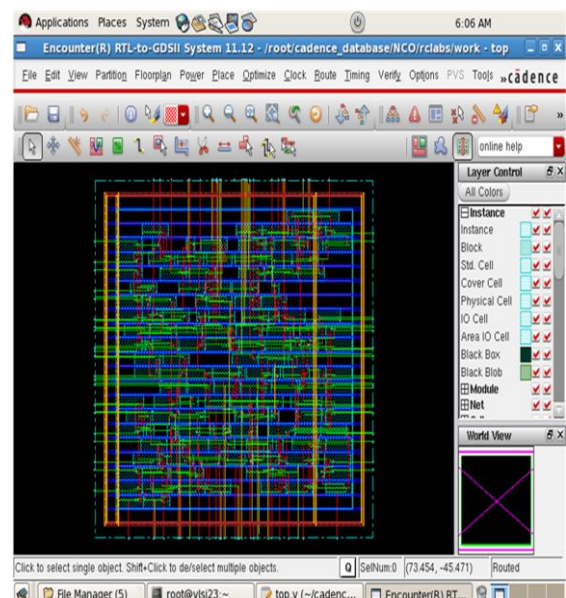 Applications Places System 6:06 AM
Encounter(R) RTL-to-GDSII System 11.12 - /root/cadence_database/NCO/rclabs/work - top
File Edit View Partition Floorplan Power Place Optimize Clock Route Timing Verify Options PVS Tools »cādence
»
online help
Layer Control
All Colors
Instance
Instance
Block
Std. Cell
Cover Cell
Physical Cell
IO Cell
Area IO Cell
Black Box
Black Blob
Module
Net
World View
Click to select single object. Shift+Click to de/select multiple objects. Q SelNum:0 (73.454, -45.471) Routed
File Manager (5) root@vlsi23:~ top.v (~/cadenc... Encounter(R) RT...